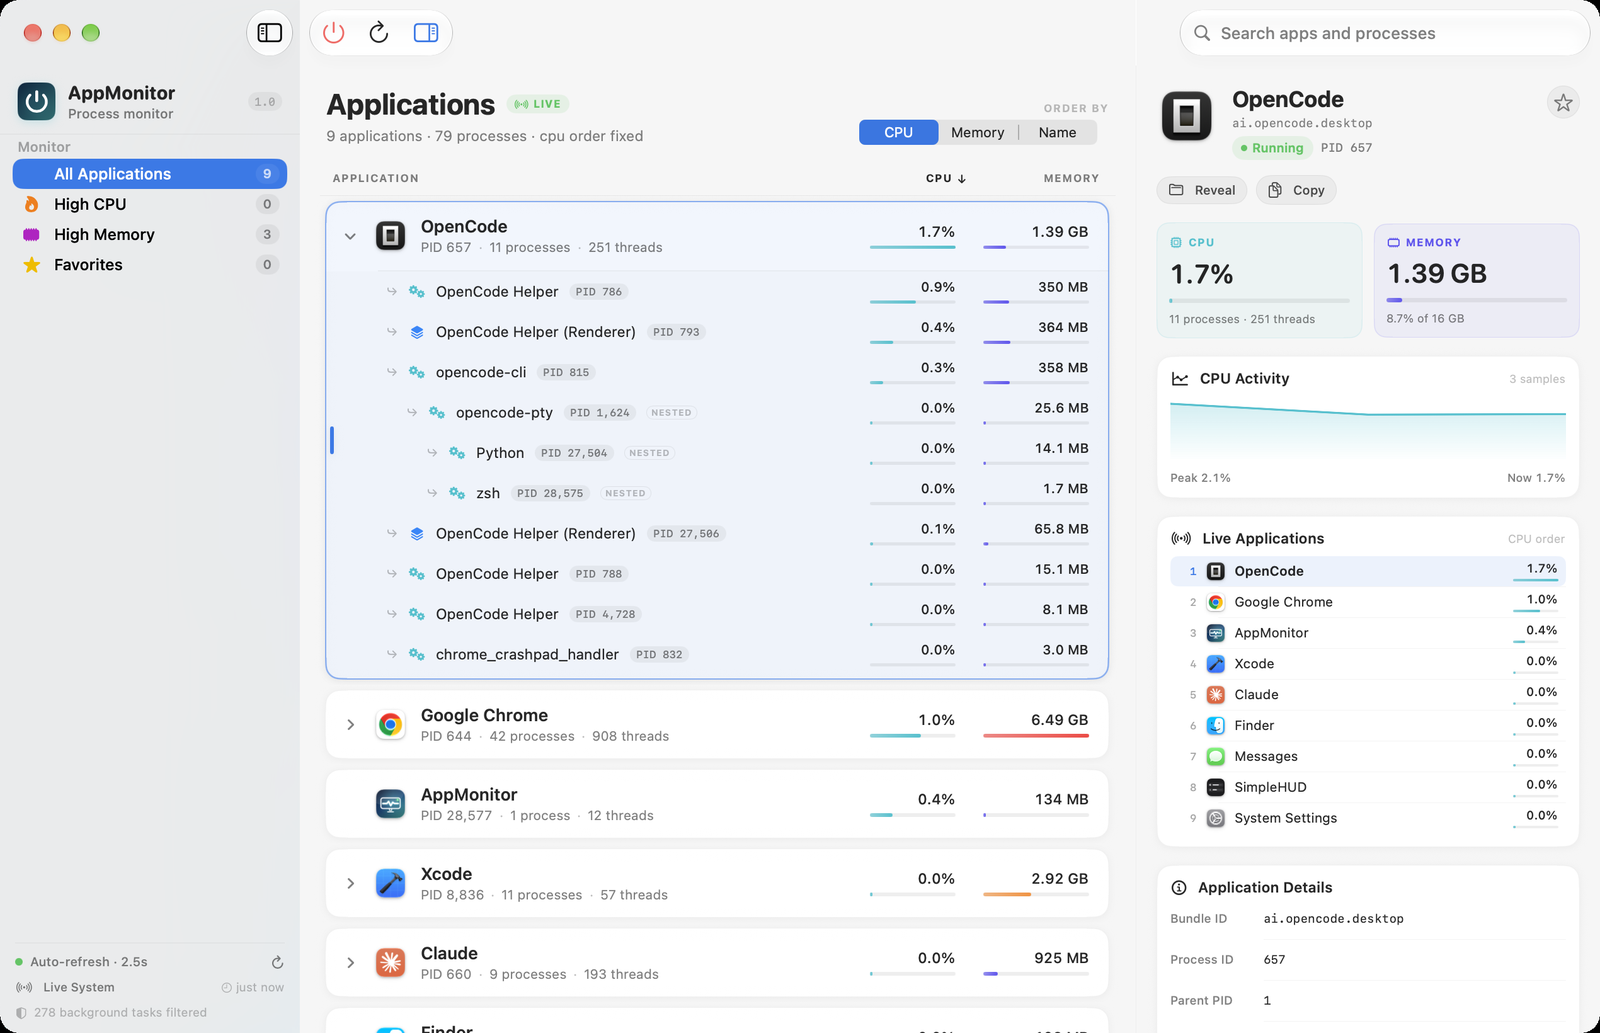 Search apps and processes
AppMonitor
Process monitor
1.0
Monitor
All Applications 9
High CPU 0
High Memory 3
Favorites 0
Auto-refresh · 2.5s
Live System just now
278 background tasks filtered
Applications LIVE
9 applications · 79 processes · cpu order fixed
ORDER BY
CPU Memory Name
APPLICATION CPU ↓ MEMORY
OpenCode 1.7% 1.39 GB
PID 657 · 11 processes · 251 threads
OpenCode Helper PID 786 0.9% 350 MB
OpenCode Helper (Renderer) PID 793 0.4% 364 MB
opencode-cli PID 815 0.3% 358 MB
opencode-pty PID 1,624 NESTED 0.0% 25.6 MB
Python PID 27,504 NESTED 0.0% 14.1 MB
zsh PID 28,575 NESTED 0.0% 1.7 MB
OpenCode Helper (Renderer) PID 27,506 0.1% 65.8 MB
OpenCode Helper PID 788 0.0% 15.1 MB
OpenCode Helper PID 4,728 0.0% 8.1 MB
chrome_crashpad_handler PID 832 0.0% 3.0 MB
Google Chrome 1.0% 6.49 GB
PID 644 · 42 processes · 908 threads
AppMonitor 0.4% 134 MB
PID 28,577 · 1 process · 12 threads
Xcode 0.0% 2.92 GB
PID 8,836 · 11 processes · 57 threads
Claude 0.0% 925 MB
PID 660 · 9 processes · 193 threads
Finder
OpenCode
ai.opencode.desktop
Running PID 657
Reveal Copy
CPU
1.7%
11 processes · 251 threads
MEMORY
1.39 GB
8.7% of 16 GB
CPU Activity 3 samples
Peak 2.1% Now 1.7%
Live Applications CPU order
1 OpenCode 1.7%
2 Google Chrome 1.0%
3 AppMonitor 0.4%
4 Xcode 0.0%
5 Claude 0.0%
6 Finder 0.0%
7 Messages 0.0%
8 SimpleHUD 0.0%
9 System Settings 0.0%
Application Details
Bundle ID ai.opencode.desktop
Process ID 657
Parent PID 1